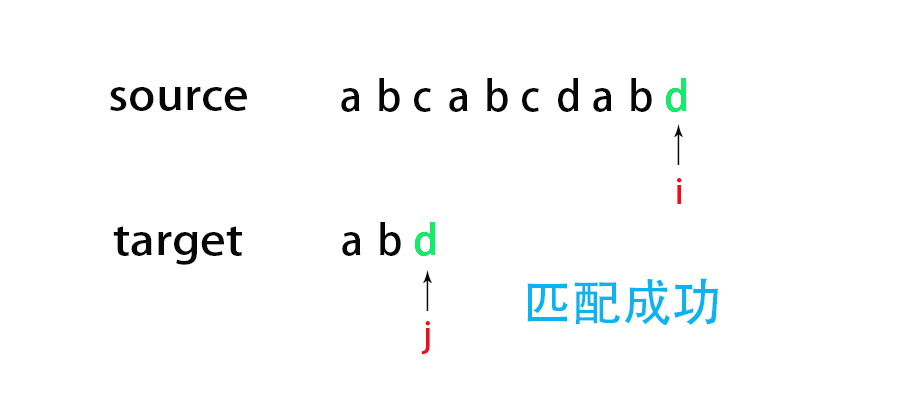 source a b c a b c d a b d
i
target a b d
匹配成功
j